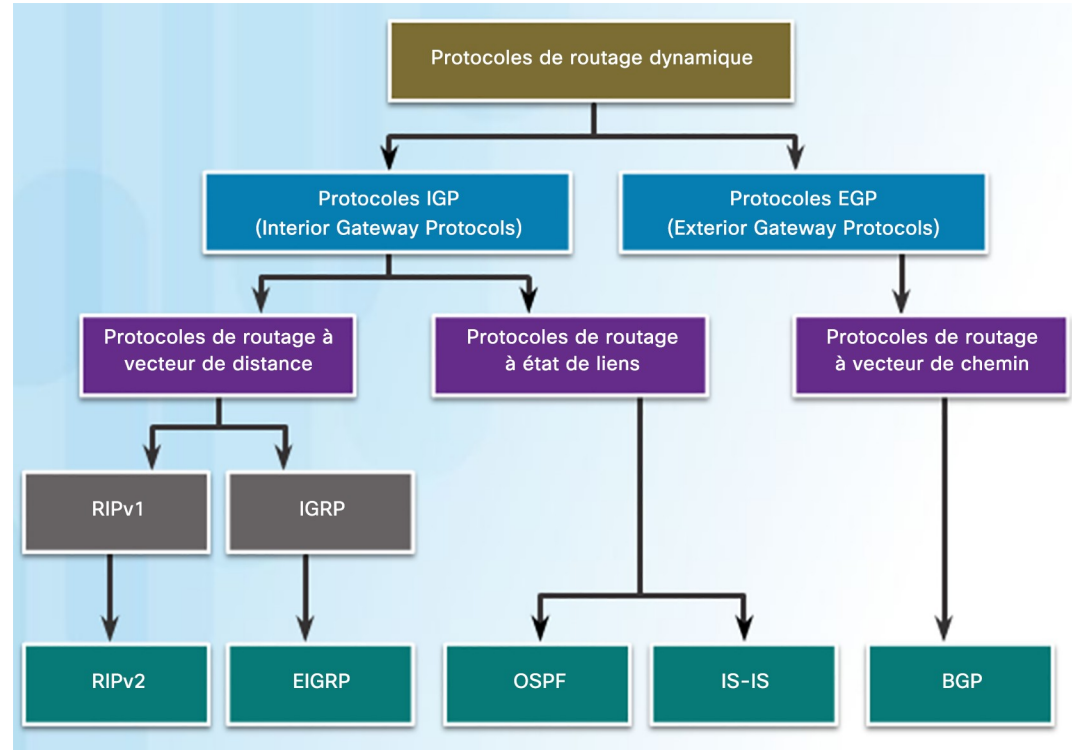 Protocoles de routage dynamique
Protocoles IGP
(Interior Gateway Protocols)
Protocoles EGP
(Exterior Gateway Protocols)
Protocoles de routage à
vecteur de distance
Protocoles de routage
à état de liens
Protocoles de routage
à vecteur de chemin
RIPv1
IGRP
RIPv2
EIGRP
OSPF
IS-IS
BGP